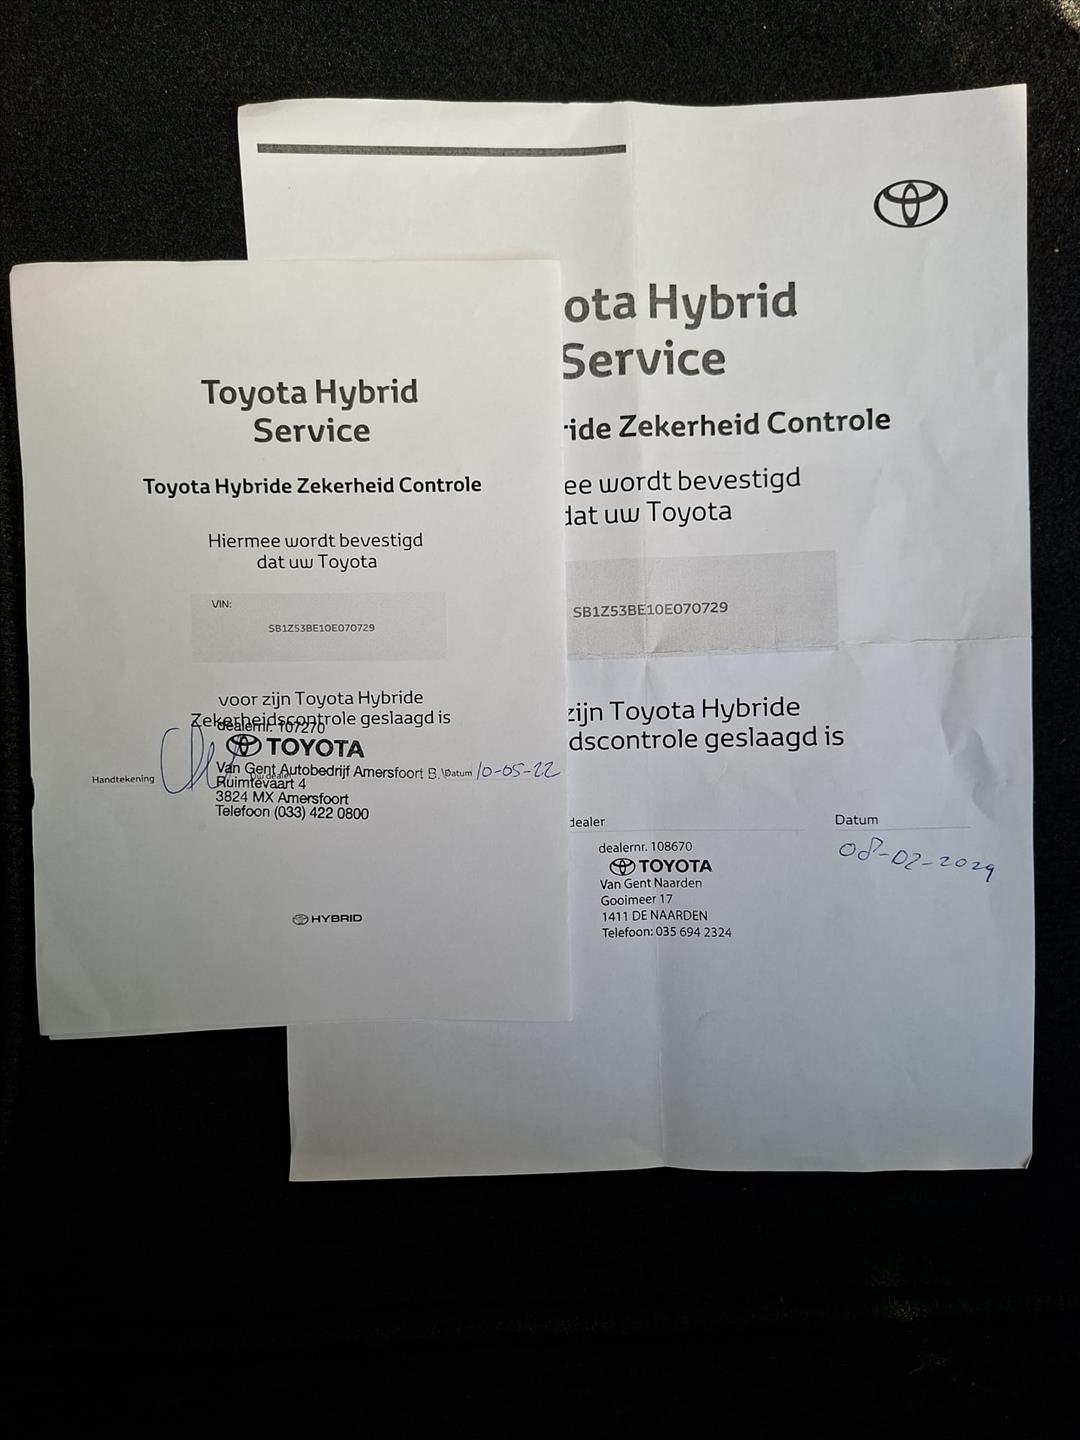 Toyota Hybrid
Service
Toyota Hybride Zekerheid Controle
Hiermee wordt bevestigd
dat uw Toyota
VIN:
SB1Z53BE10E070729
voor zijn Toyota Hybride
Zekerheidscontrole geslaagd is
dealernr. 107270
TOYOTA
Van Gent Autobedrijf Amersfoort B.
Handtekening
Uw dealer
Datum 10-05-22
Ruimtevaart 4
3824 MX Amersfoort
Telefoon (033) 422 0800
HYBRID
ota Hybrid
Service
ride Zekerheid Controle
ee wordt bevestigd
dat uw Toyota
SB1Z53BE10E070729
zijn Toyota Hybride
dscontrole geslaagd is
dealer
Datum
dealernr. 108670
TOYOTA
Van Gent Naarden
Gooimeer 17
1411 DE NAARDEN
Telefoon: 035 694 2324
08-02-2024